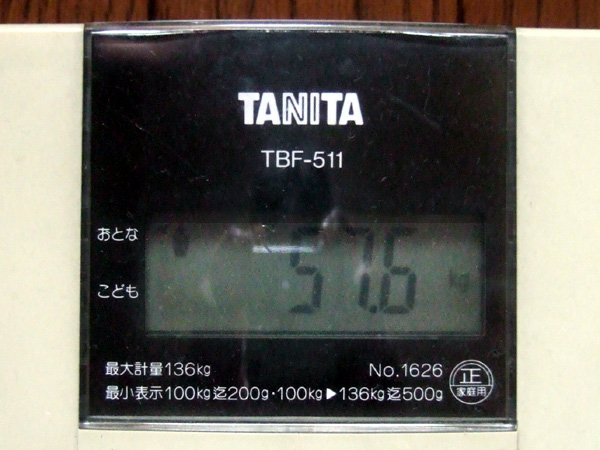 TANITA
TBF-511
おとな
57.6 kg
こども
最大計量136kg
No.1626
最小表示100kg迄200g・100kg▶136kg迄500g
正
家庭用